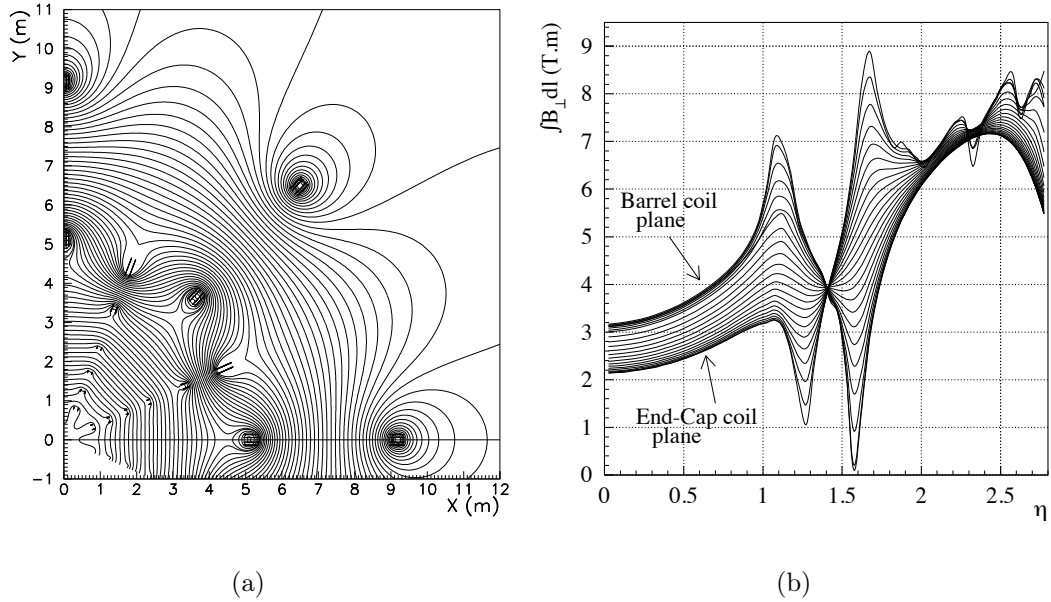 Y (m)
11
10
9
8
7
6
5
4
3
2
1
0
-1
0 1 2 3 4 5 6 7 8 9 10 11 12
X (m)
(a)
∫B⊥dl (T.m)
9
8
7
6
5
4
3
2
1
0
Barrel coil
plane
End-Cap coil
plane
0 0.5 1 1.5 2 2.5
η
(b)